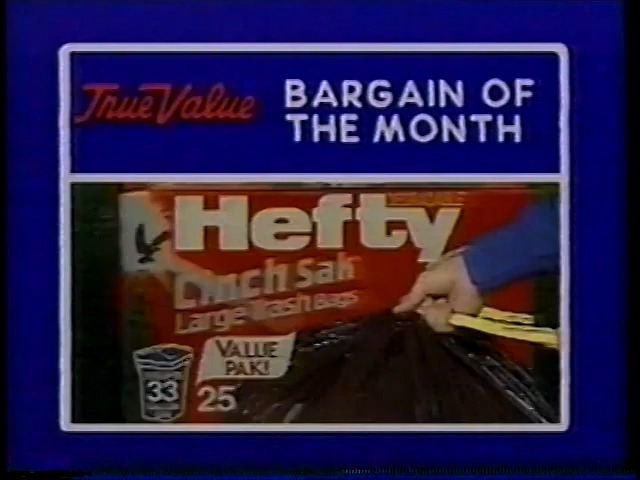 True Value
BARGAIN OF
THE MONTH
Hefty
Cinch Sak
Large Trash Bags
VALUE
PAK!
33
25